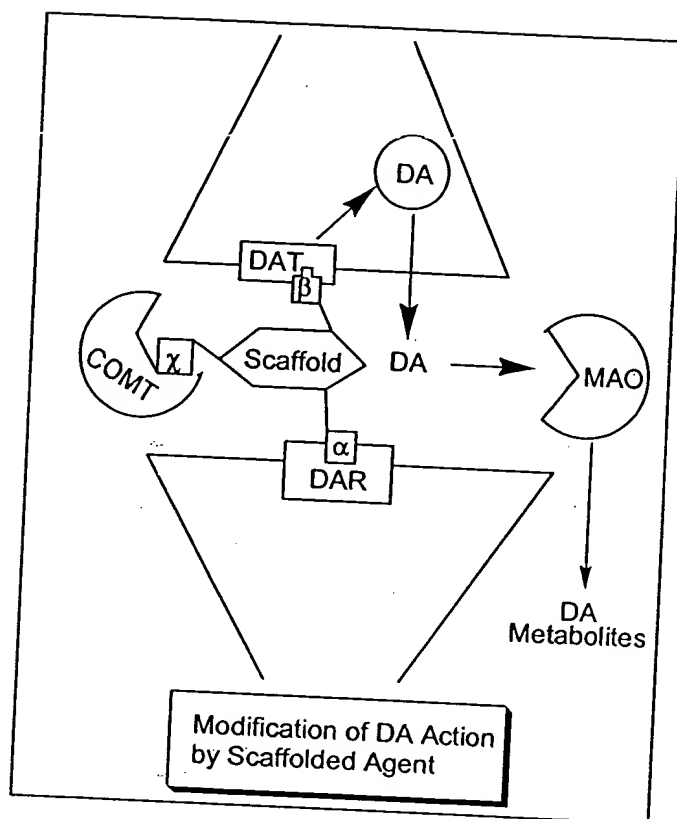 DA
DAT
β
COMT
χ
Scaffold
DA
MAO
α
DAR
DA
Metabolites
Modification of DA Action
by Scaffolded Agent